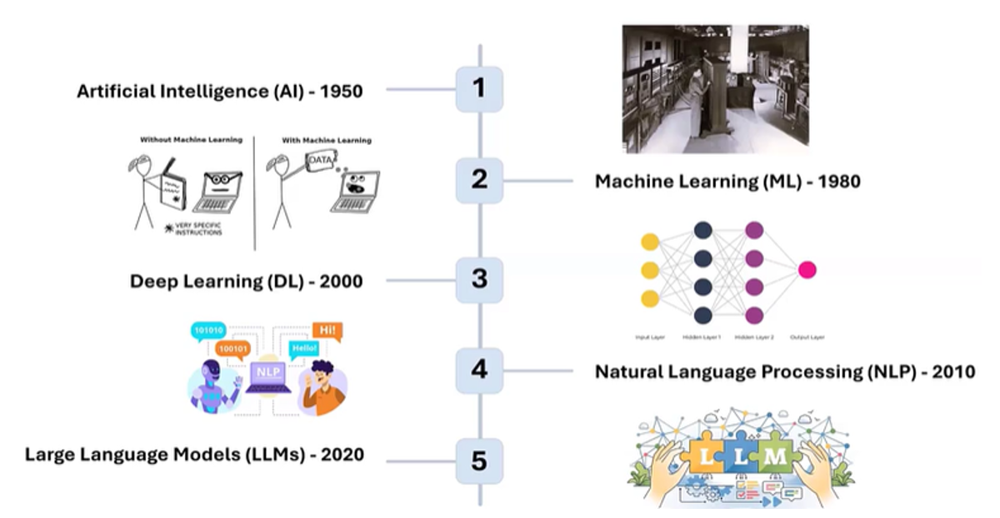 Artificial Intelligence (AI) - 1950
1
Without Machine Learning
With Machine Learning
DATA
VERY SPECIFIC
INSTRUCTIONS
2
Machine Learning (ML) - 1980
Deep Learning (DL) - 2000
3
Input Layer
Hidden Layer 1
Hidden Layer 2
Output Layer
101010
Hi!
100101
Hello!
NLP
4
Natural Language Processing (NLP) - 2010
Large Language Models (LLMs) - 2020
5
L L M